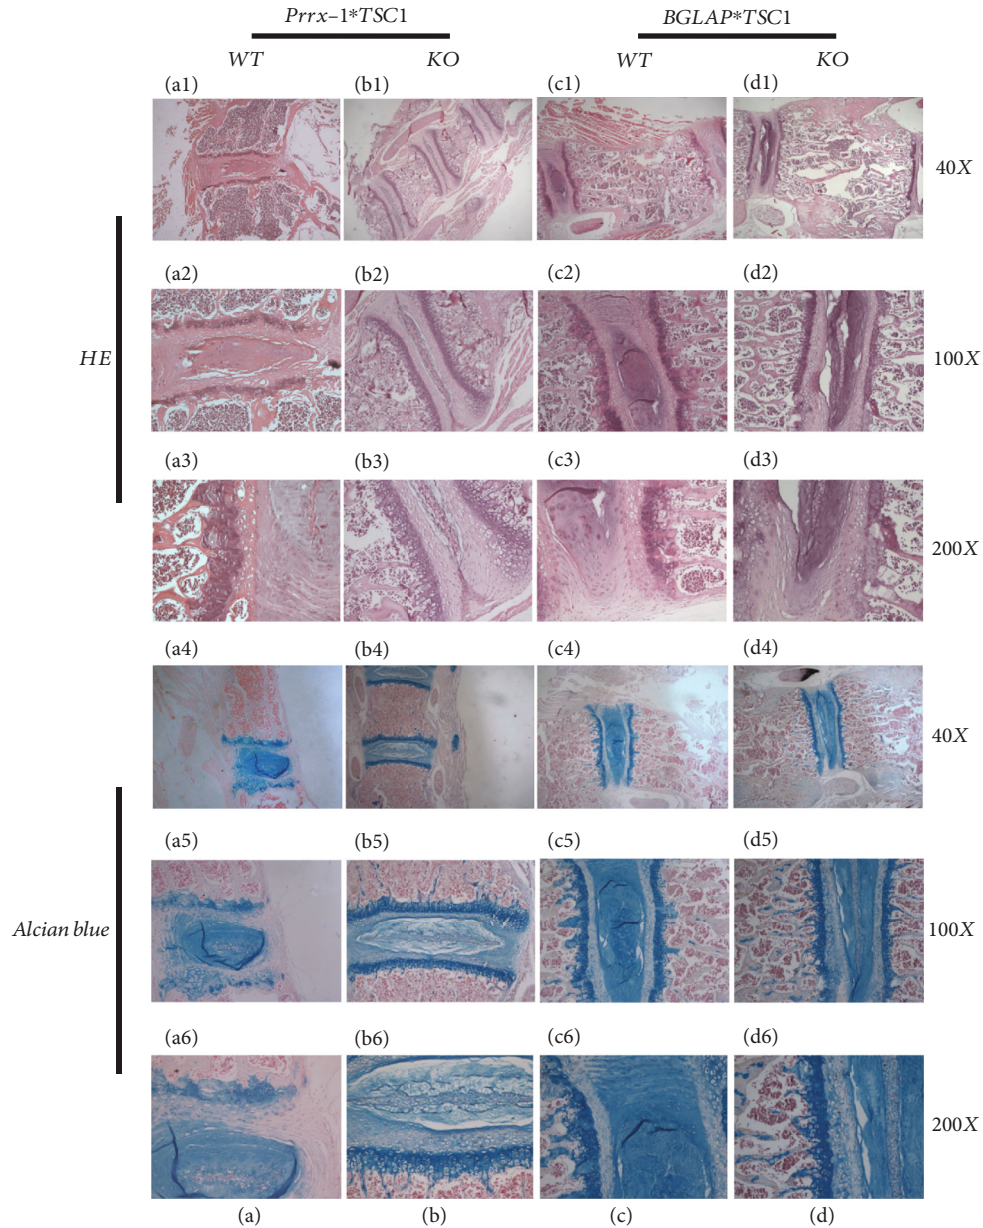 Prrx–1*TSC1 BGLAP*TSC1
WT KO WT KO
(a1) (b1) (c1) (d1)
40X
(a2) (b2) (c2) (d2)
HE
100X
(a3) (b3) (c3) (d3)
200X
(a4) (b4) (c4) (d4)
40X
(a5) (b5) (c5) (d5)
Alcian blue
100X
(a6) (b6) (c6) (d6)
200X
(a) (b) (c) (d)